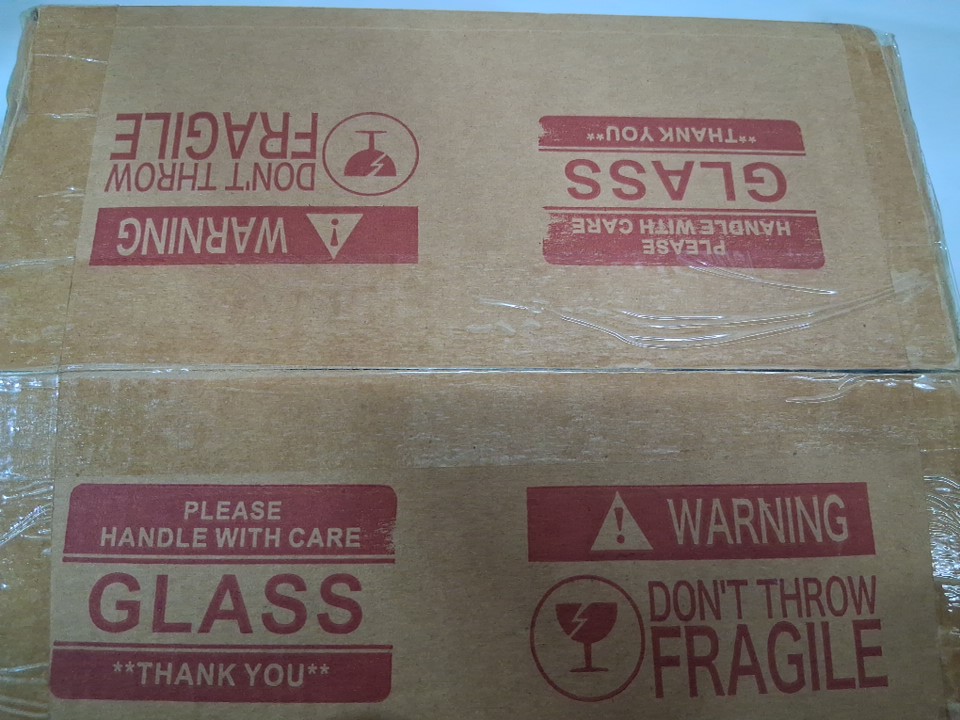 **THANK YOU**
GLASS
PLEASE
HANDLE WITH CARE
WARNING
DON'T THROW
FRAGILE
PLEASE
HANDLE WITH CARE
GLASS
**THANK YOU**
WARNING
DON'T THROW
FRAGILE